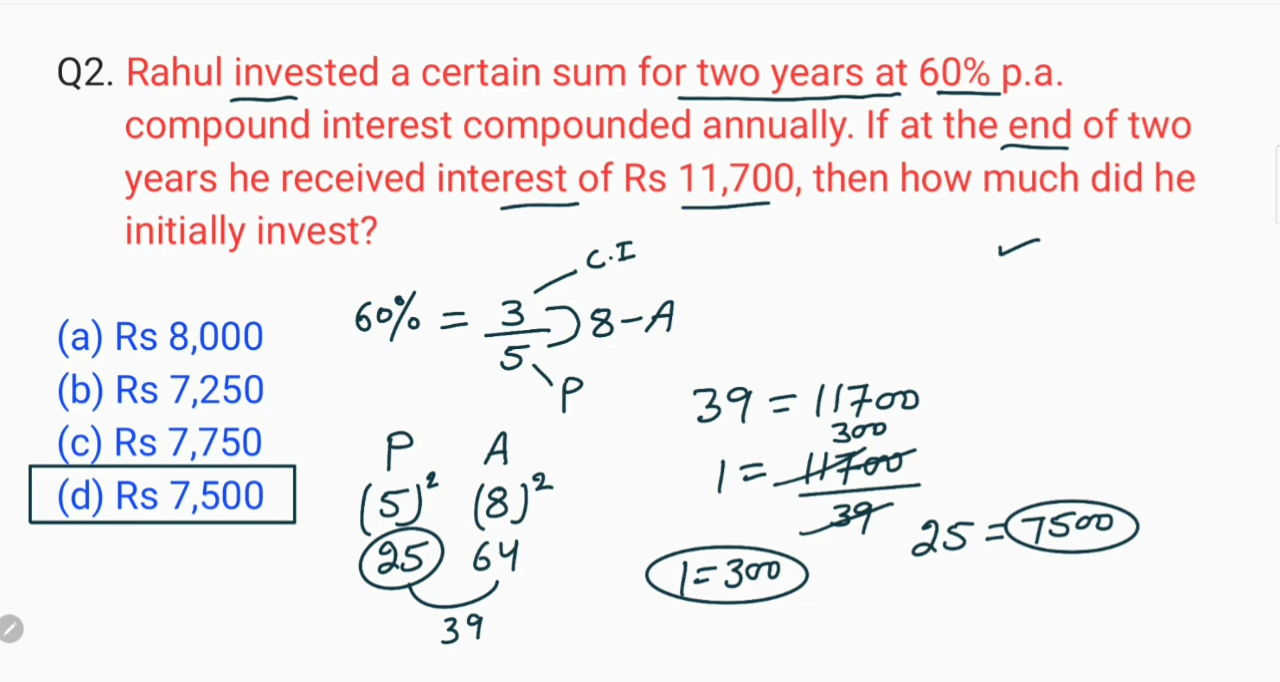 Q2. Rahul invested a certain sum for two years at 60% p.a.
compound interest compounded annually. If at the end of two
years he received interest of Rs 11,700, then how much did he
initially invest?
C.I
60% = 3/5 8-A
P
(a) Rs 8,000
(b) Rs 7,250
(c) Rs 7,750
(d) Rs 7,500
P A
(5)² (8)²
25 64
39
39 = 11700
300
1 = 11700/39
1 = 300
25 = 7500